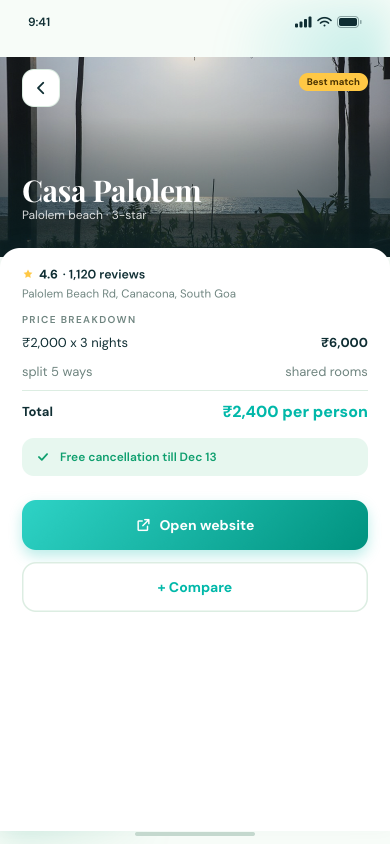 9:41
Best match
Casa Palolem
Palolem beach · 3-star
4.6 · 1,120 reviews
Palolem Beach Rd, Canacona, South Goa
PRICE BREAKDOWN
₹2,000 x 3 nights ₹6,000
split 5 ways shared rooms
Total ₹2,400 per person
Free cancellation till Dec 13
Open website
+ Compare